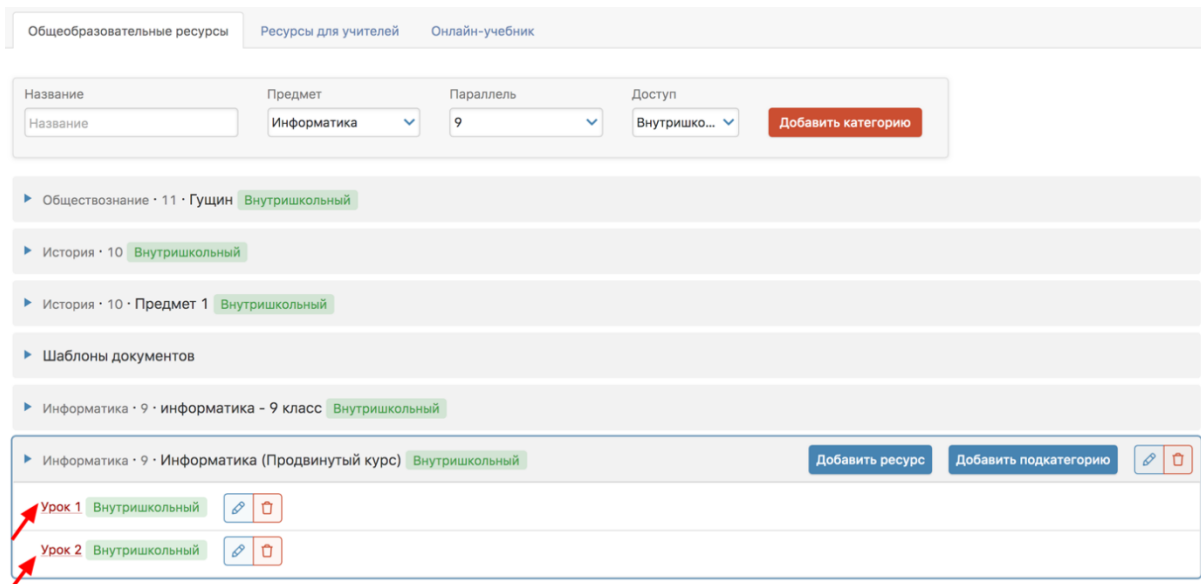 Общеобразовательные ресурсы Ресурсы для учителей Онлайн-учебник
Название Предмет Параллель Доступ
Название Информатика 9 Внутришко... Добавить категорию
Обществознание · 11 · Гущин Внутришкольный
История · 10 Внутришкольный
История · 10 · Предмет 1 Внутришкольный
Шаблоны документов
Информатика · 9 · информатика - 9 класс Внутришкольный
Информатика · 9 · Информатика (Продвинутый курс) Внутришкольный Добавить ресурс Добавить подкатегорию
Урок 1 Внутришкольный
Урок 2 Внутришкольный